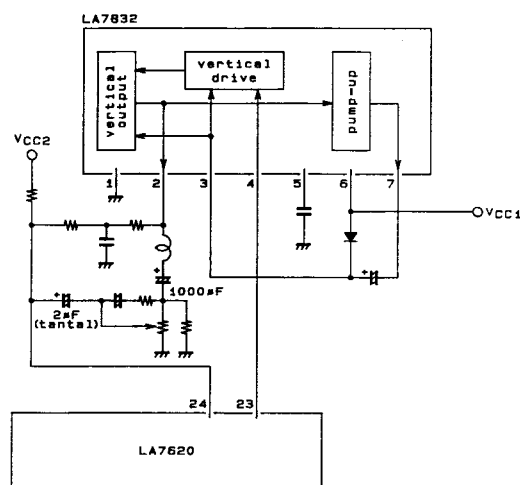 LA7832
vertical
output
vertical
drive
pump-up
VCC2
1
2
3
4
5
6
7
VCC1
+
+
1000μF
+
2μF
(tantal)
24
23
LA7620